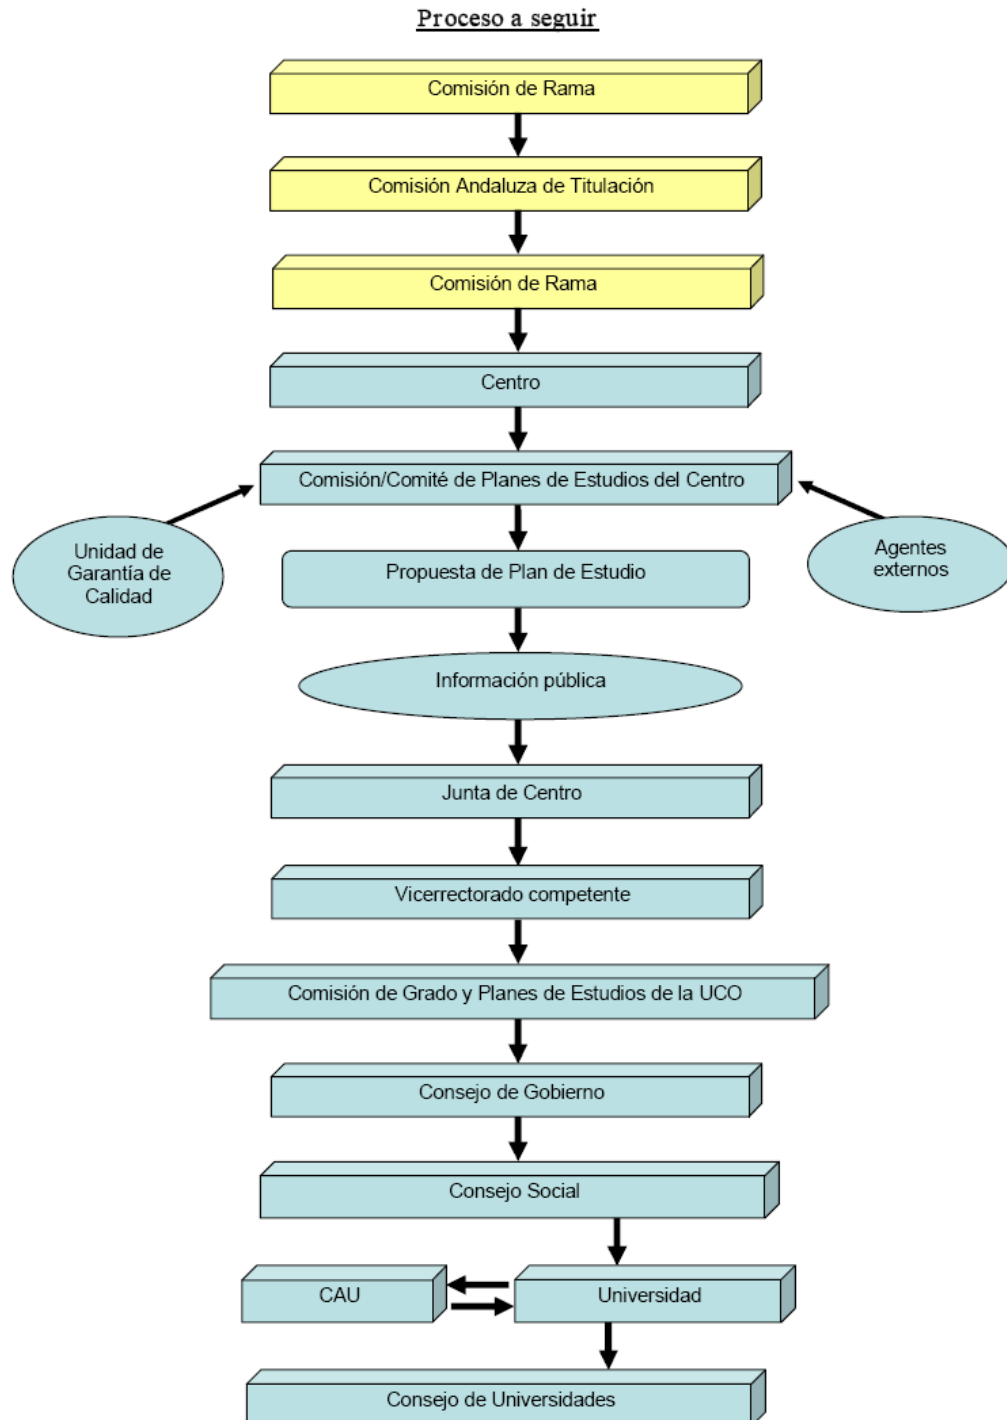 Proceso a seguir
Comisión de Rama
Comisión Andaluza de Titulación
Comisión de Rama
Centro
Comisión/Comité de Planes de Estudios del Centro
Unidad de
Garantía de
Calidad
Agentes
externos
Propuesta de Plan de Estudio
Información pública
Junta de Centro
Vicerrectorado competente
Comisión de Grado y Planes de Estudios de la UCO
Consejo de Gobierno
Consejo Social
CAU
Universidad
Consejo de Universidades